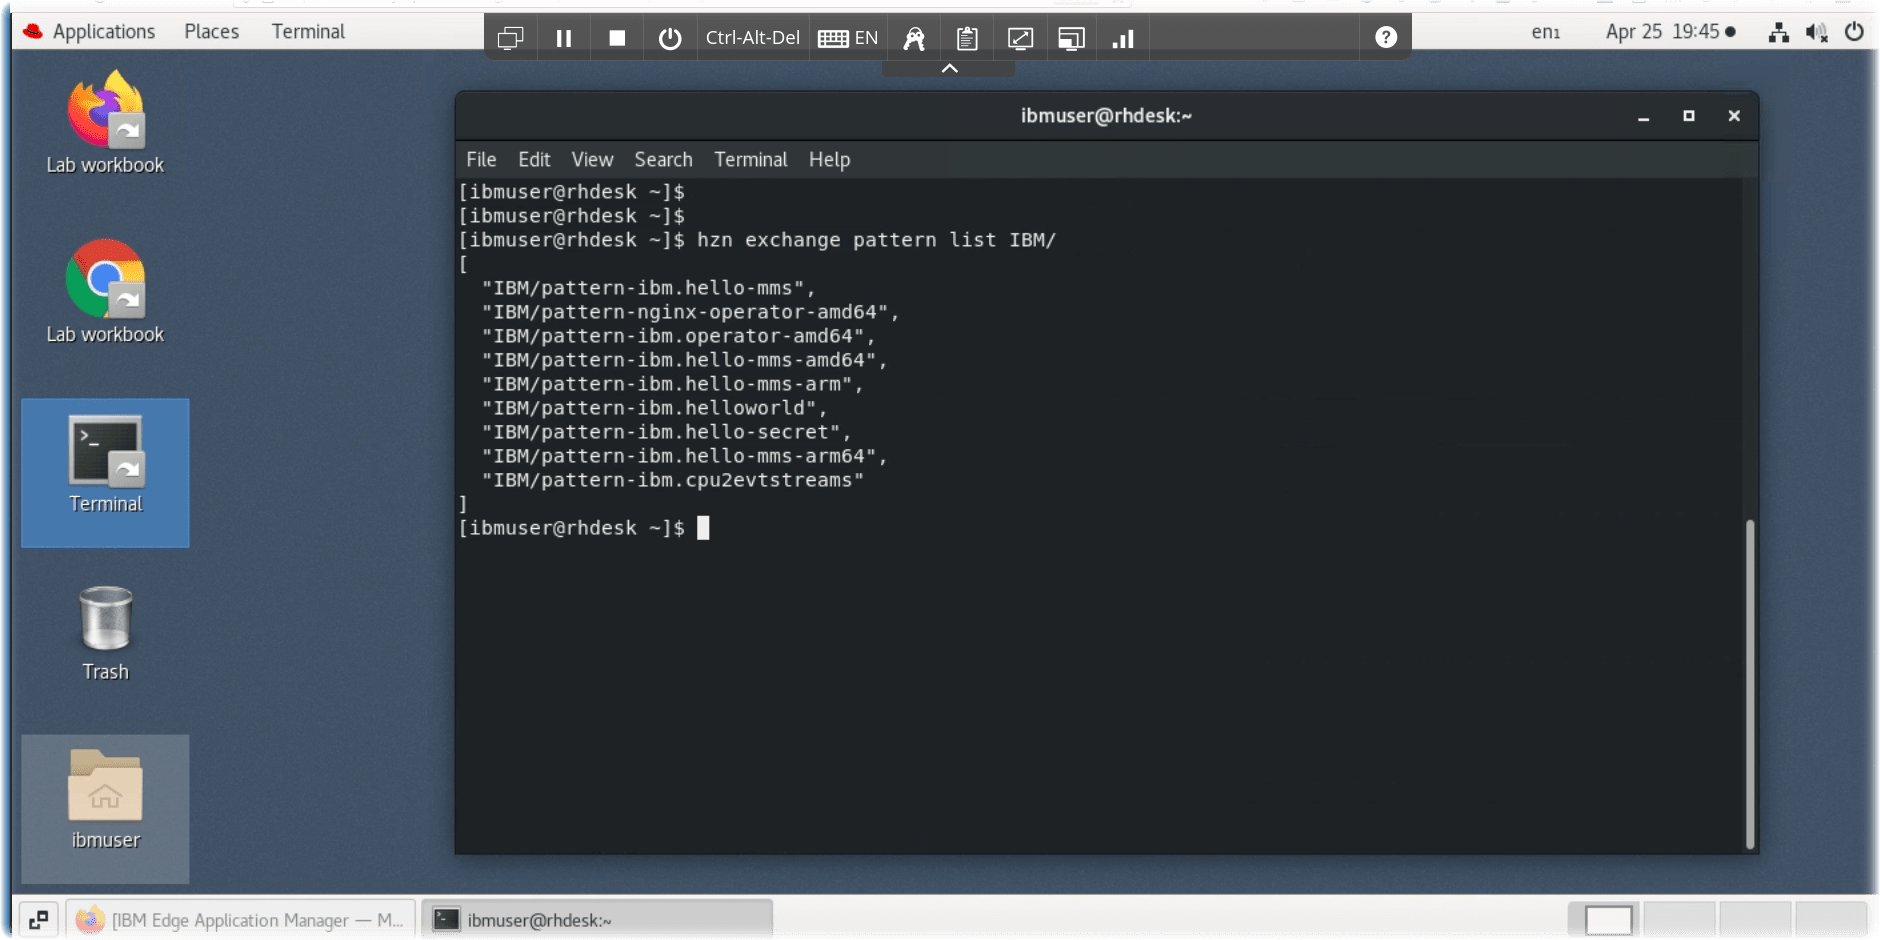 Applications Places Terminal
Ctrl-Alt-Del EN ?
en₁ Apr 25 19:45
Lab workbook
Lab workbook
Terminal
Trash
ibmuser
ibmuser@rhdesk:~
File Edit View Search Terminal Help
[ibmuser@rhdesk ~]$
[ibmuser@rhdesk ~]$
[ibmuser@rhdesk ~]$ hzn exchange pattern list IBM/
[
"IBM/pattern-ibm.hello-mms",
"IBM/pattern-nginx-operator-amd64",
"IBM/pattern-ibm.operator-amd64",
"IBM/pattern-ibm.hello-mms-amd64",
"IBM/pattern-ibm.hello-mms-arm",
"IBM/pattern-ibm.helloworld",
"IBM/pattern-ibm.hello-secret",
"IBM/pattern-ibm.hello-mms-arm64",
"IBM/pattern-ibm.cpu2evtstreams"
]
[ibmuser@rhdesk ~]$
[IBM Edge Application Manager — M...
ibmuser@rhdesk:~